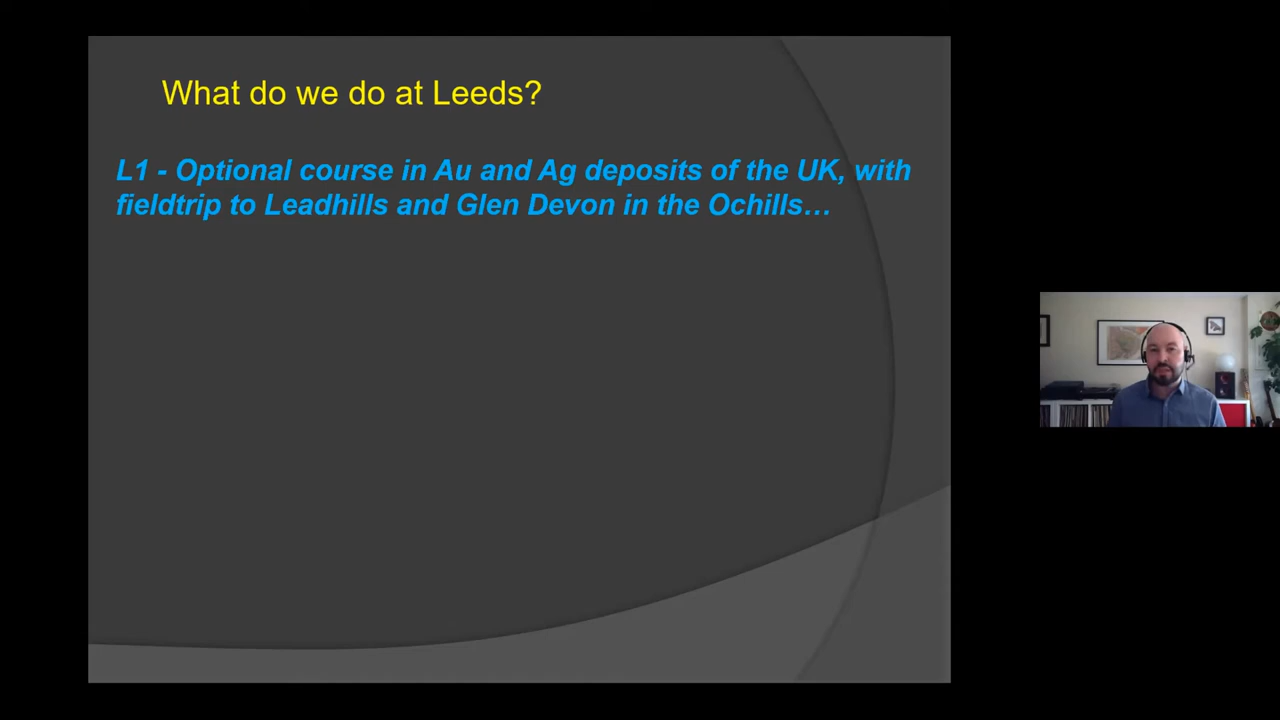 What do we do at Leeds?
L1 - Optional course in Au and Ag deposits of the UK, with
fieldtrip to Leadhills and Glen Devon in the Ochills…